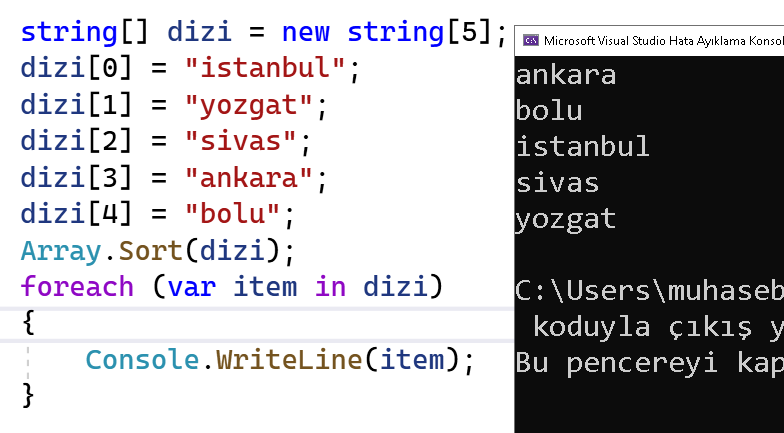 string[] dizi = new string[5];
dizi[0] = "istanbul";
dizi[1] = "yozgat";
dizi[2] = "sivas";
dizi[3] = "ankara";
dizi[4] = "bolu";
Array.Sort(dizi);
foreach (var item in dizi)
{
Console.WriteLine(item);
}
Microsoft Visual Studio Hata Ayıklama Konsol
ankara
bolu
istanbul
sivas
yozgat
C:\Users\muhaseb
koduyla çıkış y
Bu pencereyi kap